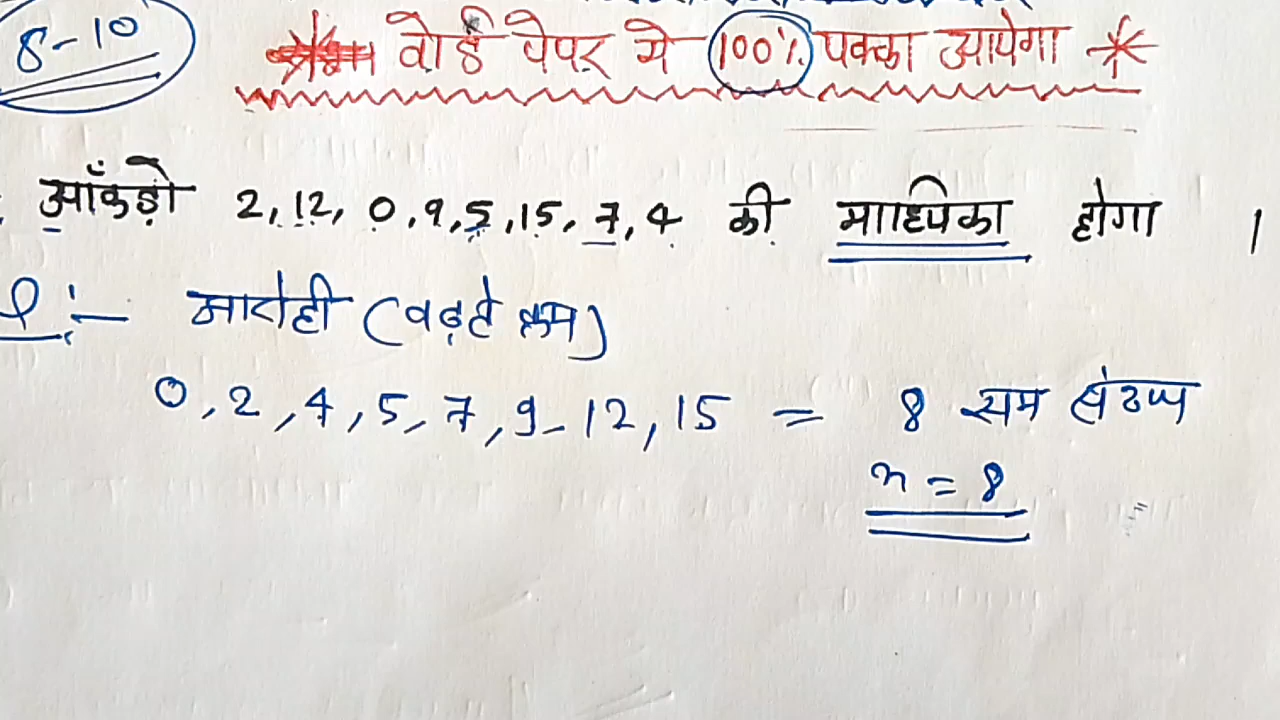 8-10
बोर्ड पेपर मे 100% पक्का आयेगा
आँकड़ो 2, 12, 0, 9, 5, 15, 7, 4 की माध्यिका होगा ।
आरोही (बढ़ते क्रम)
0, 2, 4, 5, 7, 9 - 12, 15 = 8 सम संख्या
n = 8